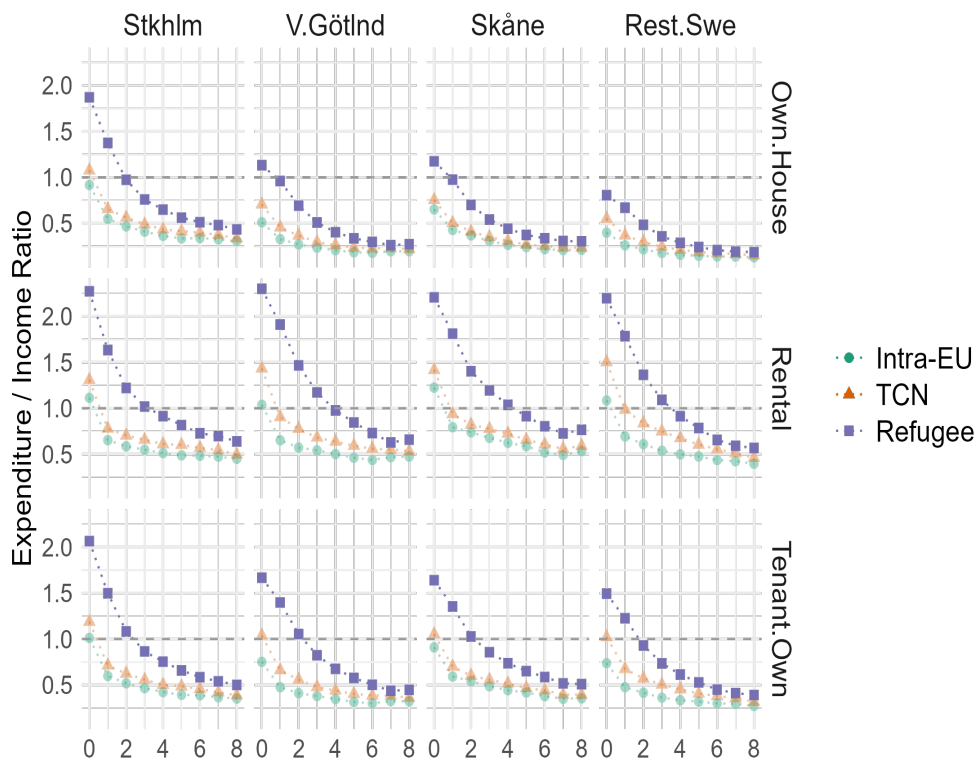 Stkhlm V.Götlnd Skåne Rest.Swe
Expenditure / Income Ratio
2.0
1.5
1.0
0.5
Own.House
2.0
1.5
1.0
0.5
Rental
2.0
1.5
1.0
0.5
Tenant.Own
0 2 4 6 8 0 2 4 6 8 0 2 4 6 8 0 2 4 6 8
Intra-EU
TCN
Refugee